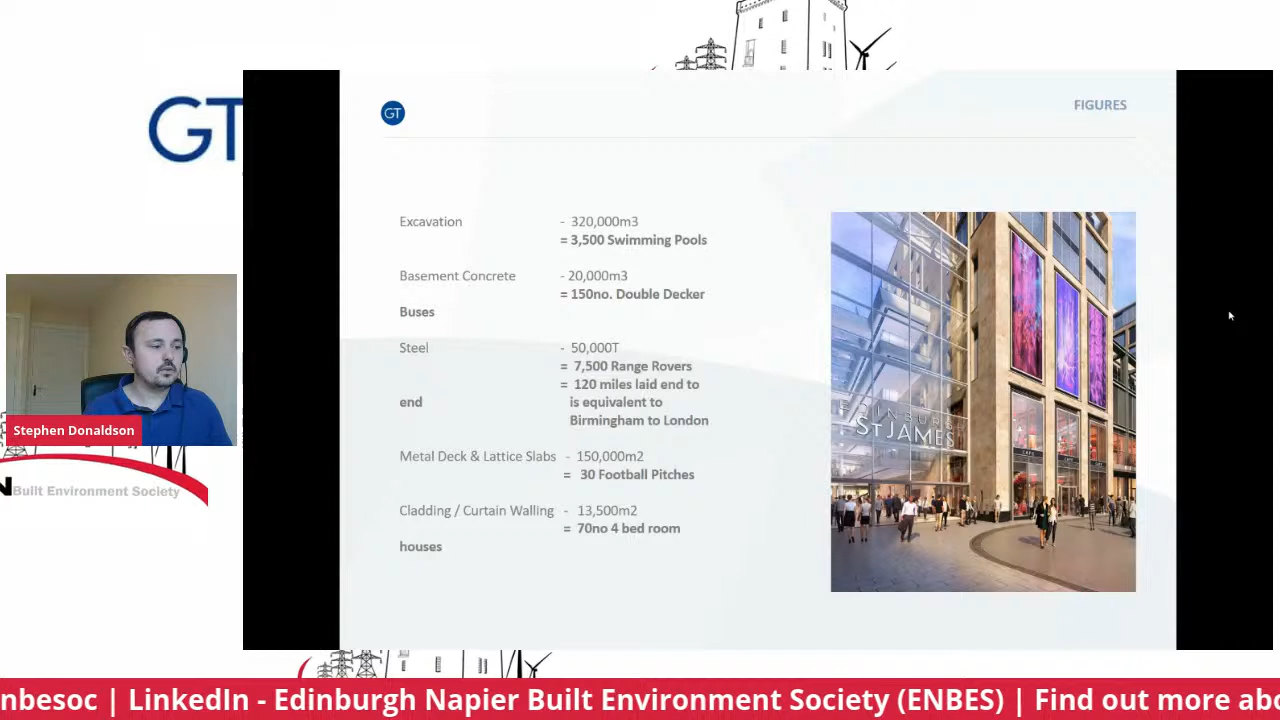 GT
GT
FIGURES
Excavation - 320,000m3
= 3,500 Swimming Pools
Basement Concrete - 20,000m3
= 150no. Double Decker
Buses
Steel - 50,000T
= 7,500 Range Rovers
= 120 miles laid end to
end is equivalent to
Birmingham to London
Metal Deck & Lattice Slabs - 150,000m2
= 30 Football Pitches
Cladding / Curtain Walling - 13,500m2
= 70no 4 bed room
houses
EDINBURGH
ST JAMES
Stephen Donaldson
N Built Environment Society
nbesoc | LinkedIn - Edinburgh Napier Built Environment Society (ENBES) | Find out more abo